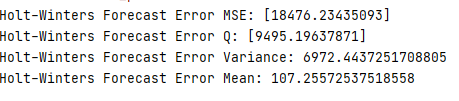 Holt-Winters Forecast Error MSE: [18476.23435093]
Holt-Winters Forecast Error Q: [9495.19637871]
Holt-Winters Forecast Error Variance: 6972.4437251708805
Holt-Winters Forecast Error Mean: 107.25572537518558